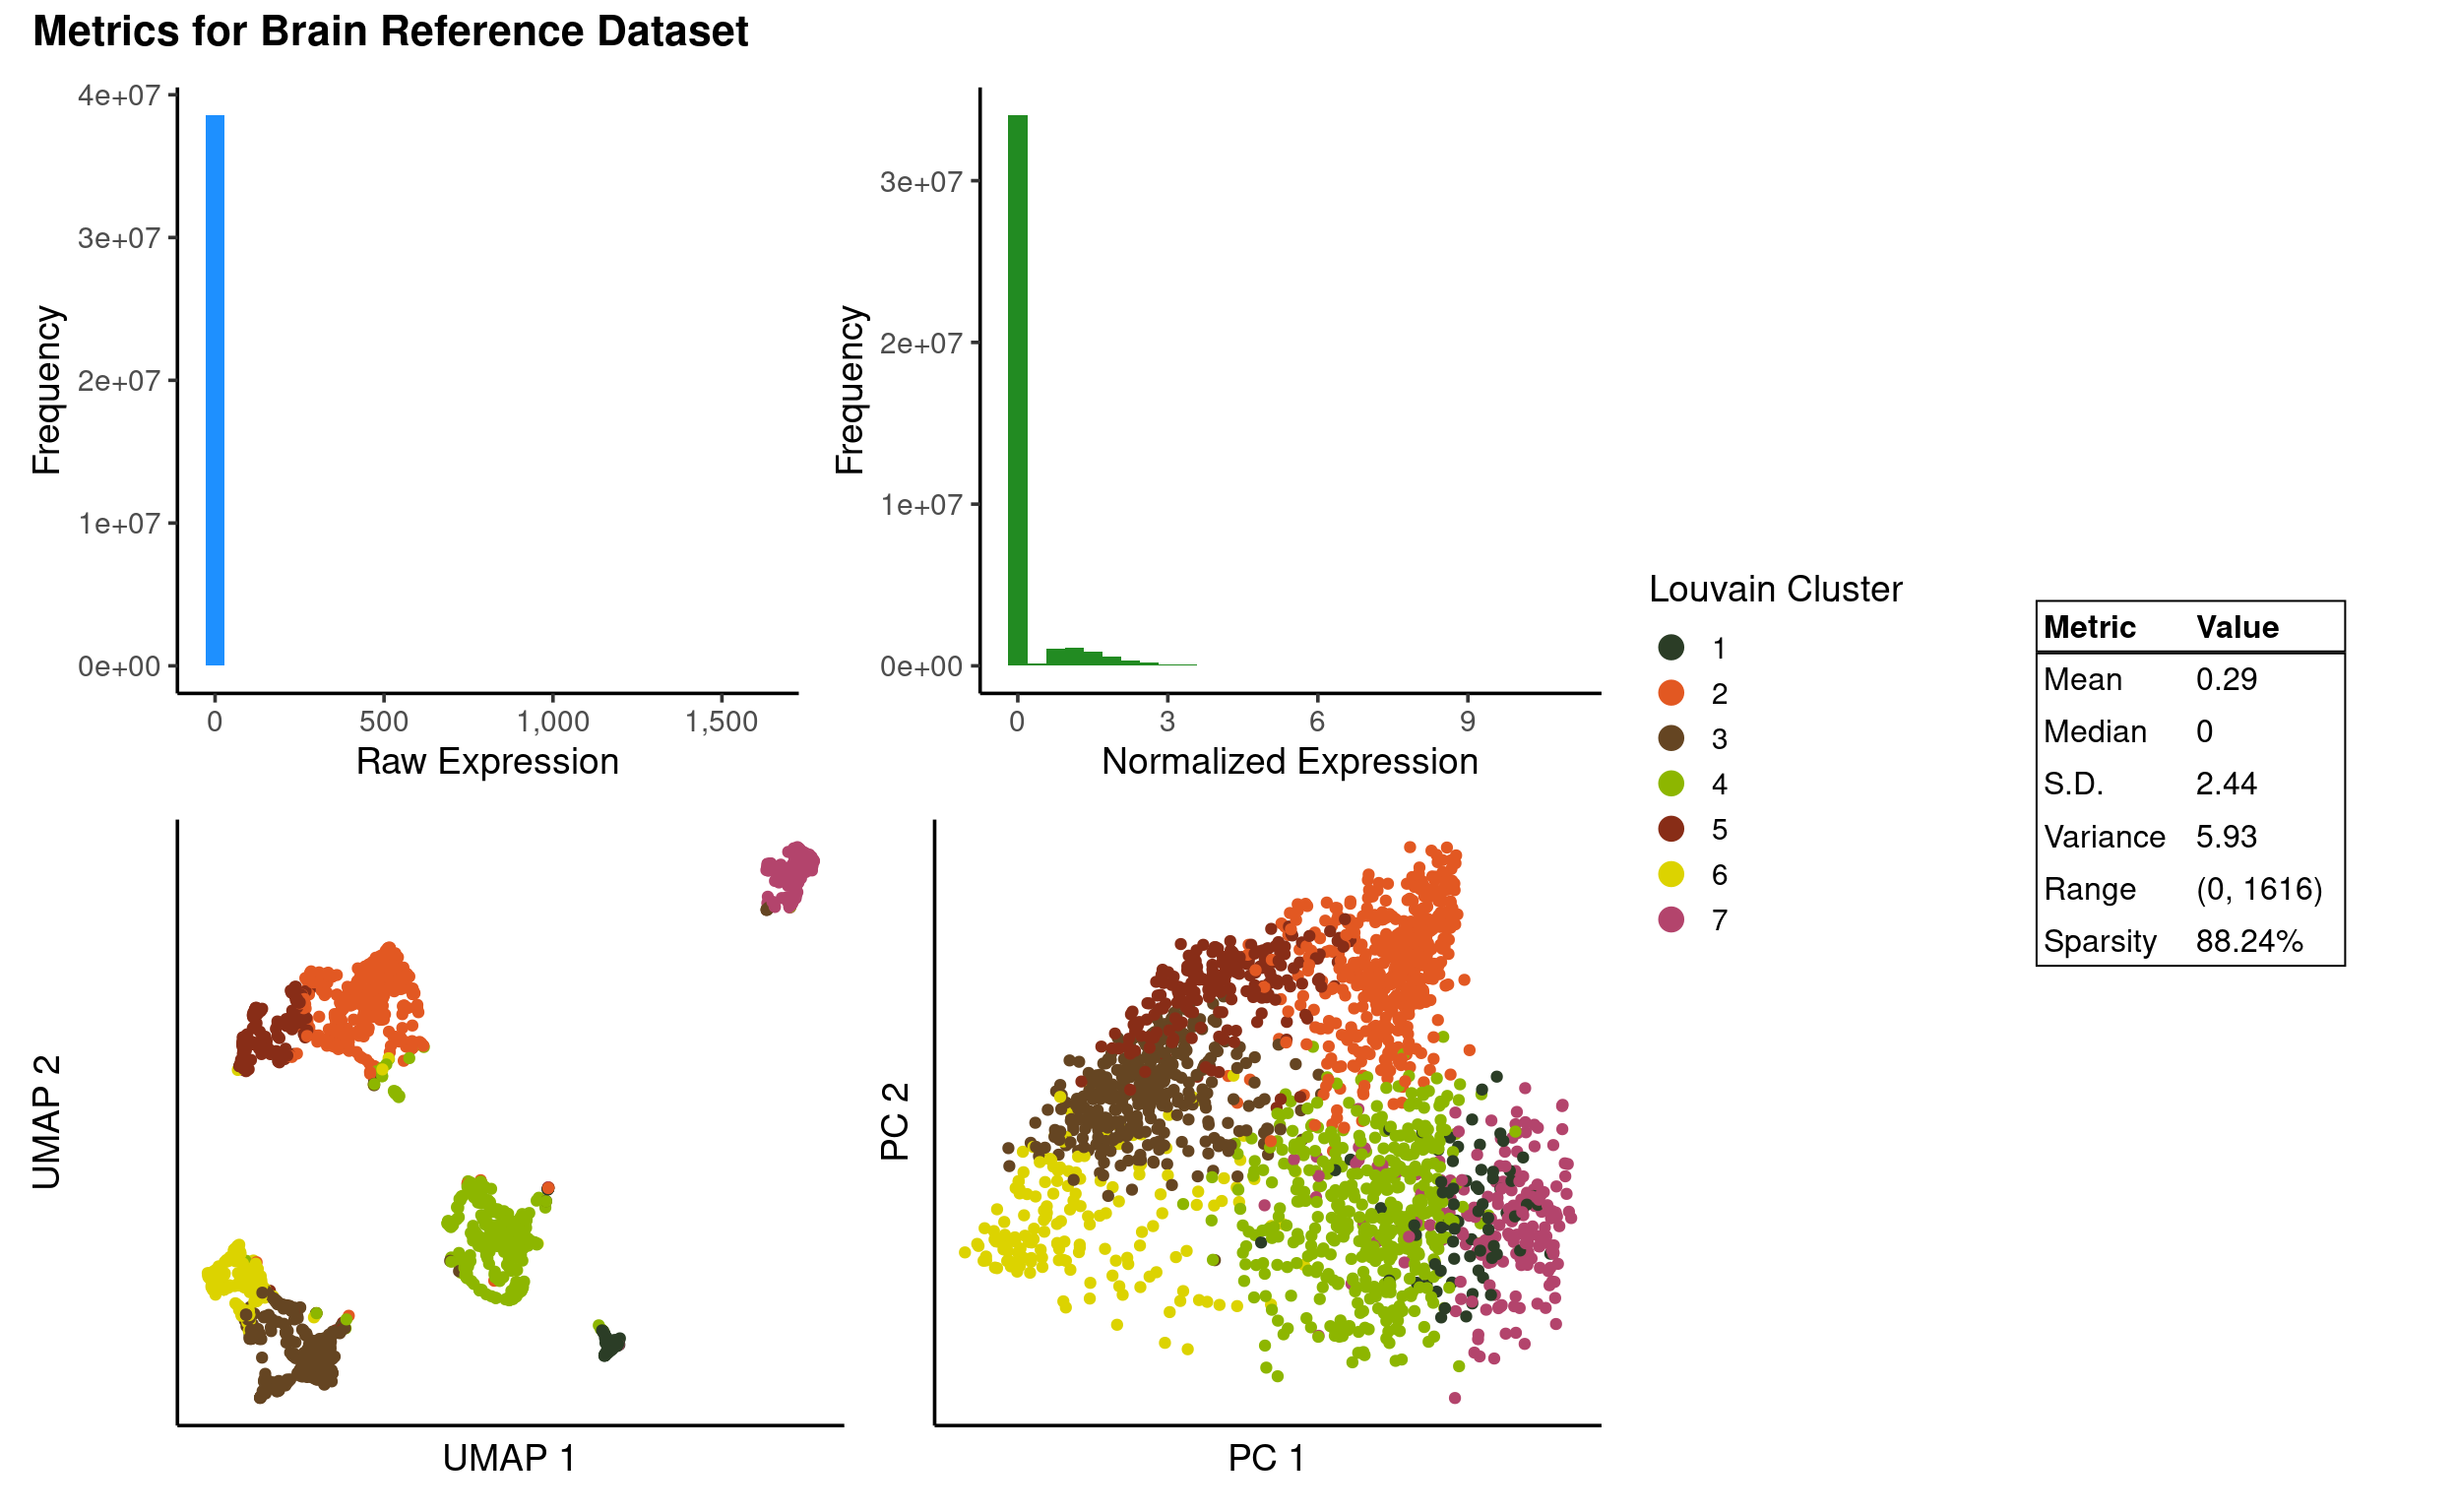 Metrics for Brain Reference Dataset
4e+07
3e+07
2e+07
1e+07
0e+00
Frequency
0
500
1,000
1,500
Raw Expression
3e+07
2e+07
1e+07
0e+00
Frequency
0
3
6
9
Normalized Expression
UMAP 2
UMAP 1
PC 2
PC 1
Louvain Cluster
1
2
3
4
5
6
7
Metric Value
Mean 0.29
Median 0
S.D. 2.44
Variance 5.93
Range (0, 1616)
Sparsity 88.24%